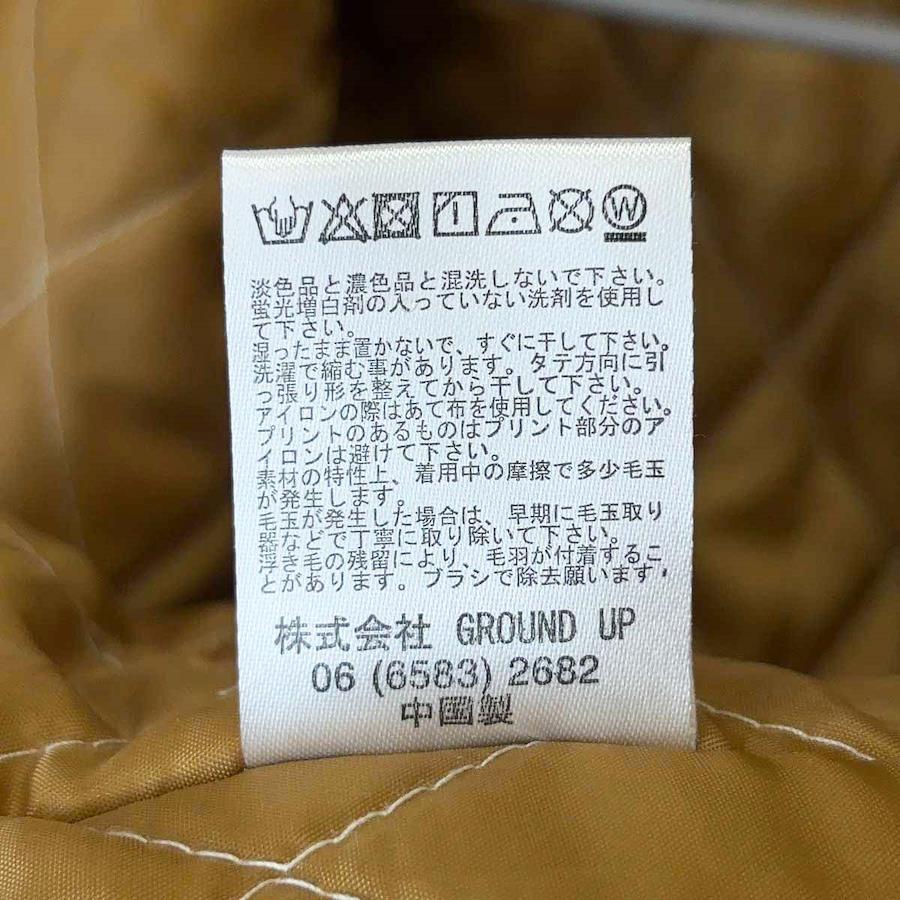 W
淡色品と濃色品と混洗しないで下さい。
蛍光増白剤の入っていない洗剤を使用し
て下さい。
湿ったまま置かないで、すぐに干して下さい。
洗濯で縮む事があります。タテ方向に引
っ張り形を整えてから干して下さい。
アイロンの際はあて布を使用してください。
プリントのあるものはプリント部分のア
イロンは避けて下さい。
素材の特性上、着用中の摩擦で多少毛玉
が発生します。
毛玉が発生した場合は、早期に毛玉取り
器などで丁寧に取り除いて下さい。
浮き毛の残留により、毛羽が付着するこ
とがあります。ブラシで除去願います。
株式会社 GROUND UP
06 (6583) 2682
中国製